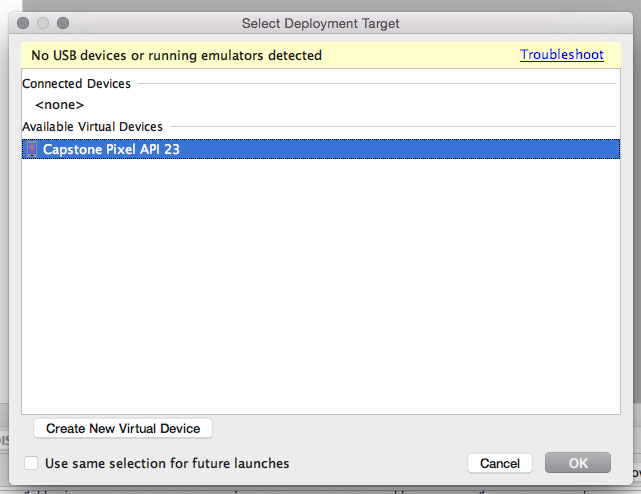 Select Deployment Target
No USB devices or running emulators detected Troubleshoot
Connected Devices
<none>
Available Virtual Devices
Capstone Pixel API 23
Create New Virtual Device
Use same selection for future launches Cancel OK